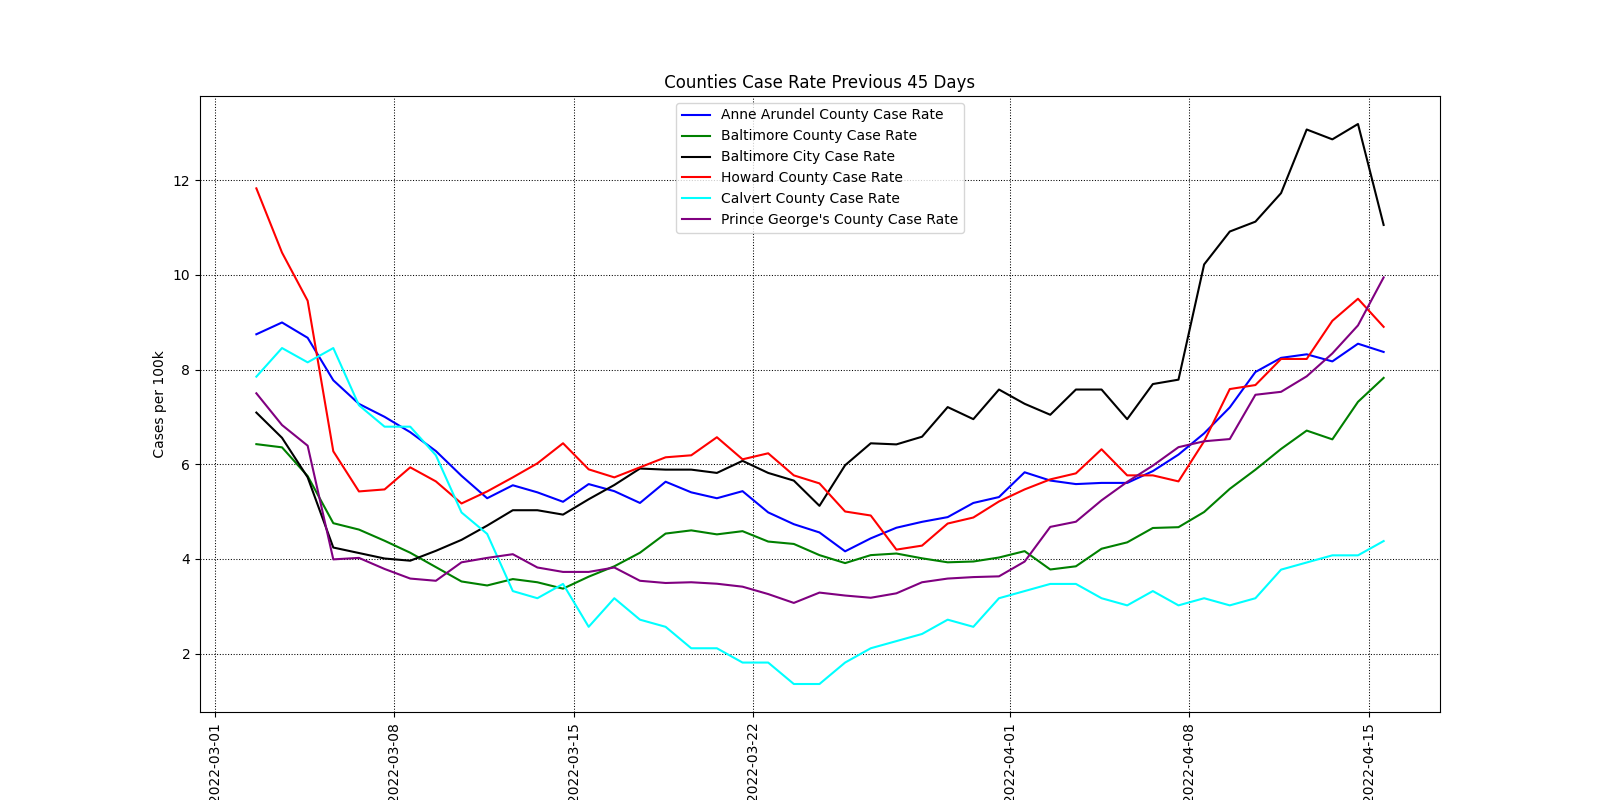 Counties Case Rate Previous 45 Days
Anne Arundel County Case Rate
Baltimore County Case Rate
Baltimore City Case Rate
Howard County Case Rate
Calvert County Case Rate
Prince George's County Case Rate
Cases per 100k
12
10
8
6
4
2
2022-03-01
2022-03-08
2022-03-15
2022-03-22
2022-04-01
2022-04-08
2022-04-15